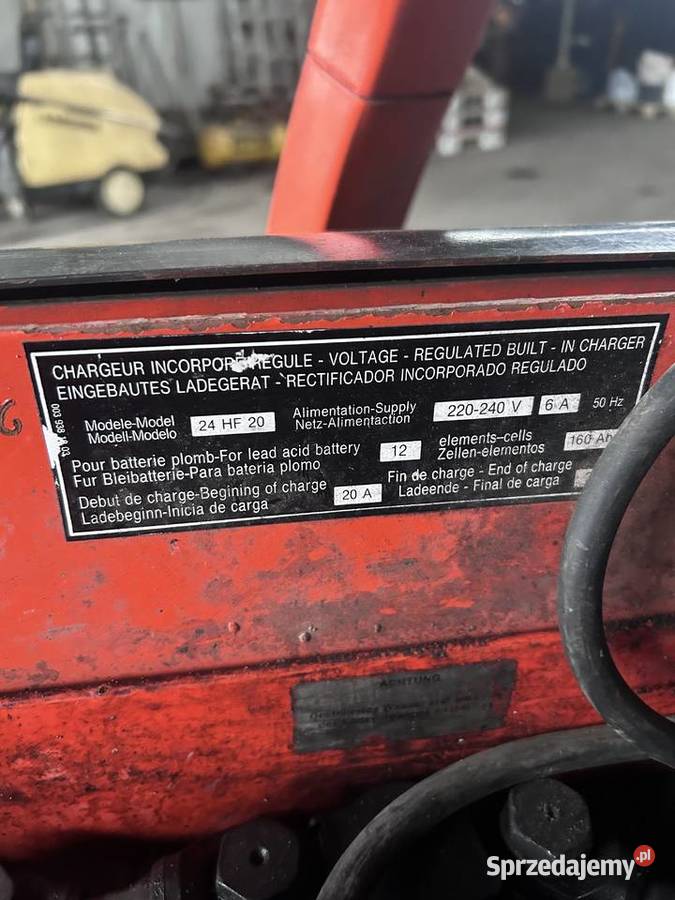 CHARGEUR INCORPORE REGULE - VOLTAGE - REGULATED BUILT - IN CHARGER
EINGEBAUTES LADEGERAT - RECTIFICADOR INCORPORADO REGULADO
Modele-Model 24 HF 20 Alimentation-Supply 220-240 V 6 A 50 Hz
Modell-Modelo Netz-Alimentaction
Pour batterie plomb-For lead acid battery 12 elements-cells 160 Ah
Fur Bleibatterie-Para bateria plomo Zellen-elementos
Debut de charge-Begining of charge 20 A Fin de charge - End of charge
Ladebeginn-Inicia de carga Ladeende - Final de carga
003 938
ACHTUNG
Sprzedajemy.pl